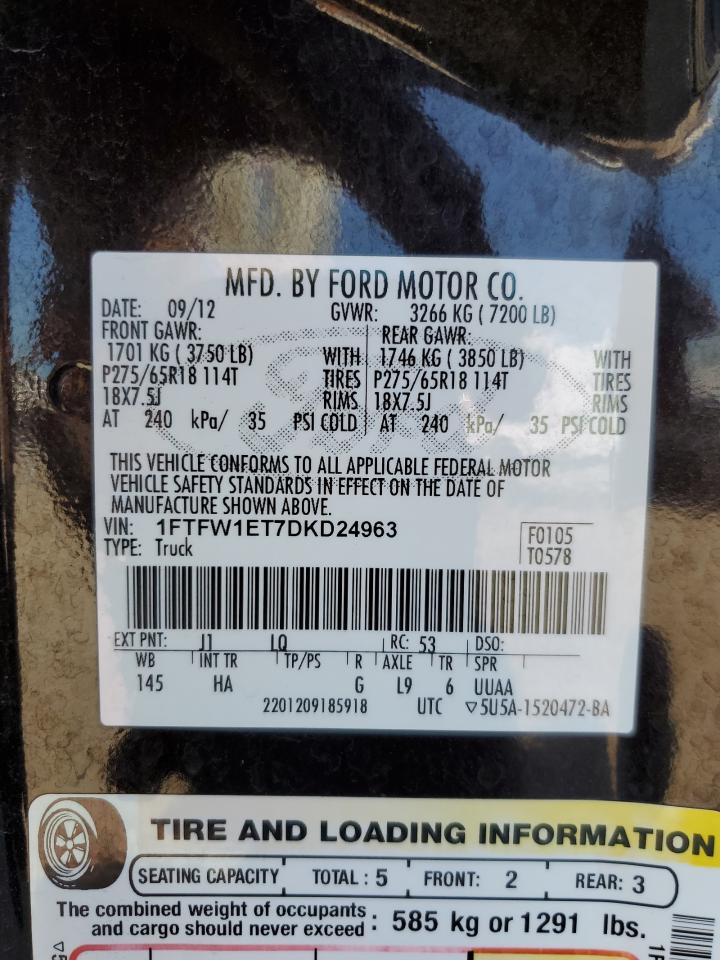 MFD. BY FORD MOTOR CO.
DATE: 09/12 GVWR: 3266 KG ( 7200 LB)
FRONT GAWR: REAR GAWR:
1701 KG ( 3750 LB) WITH 1746 KG ( 3850 LB) WITH
P275/65R18 114T TIRES P275/65R18 114T TIRES
18X7.5J RIMS 18X7.5J RIMS
AT 240 kPa/ 35 PSI COLD AT 240 kPa/ 35 PSI COLD
THIS VEHICLE CONFORMS TO ALL APPLICABLE FEDERAL MOTOR
VEHICLE SAFETY STANDARDS IN EFFECT ON THE DATE OF
MANUFACTURE SHOWN ABOVE.
VIN: 1FTFW1ET7DKD24963
TYPE: Truck
F0105
T0578
EXT PNT: J1 LQ RC: 53 DSO:
WB INT TR TP/PS R AXLE TR SPR
145 HA G L9 6 UUAA
2201209185918 UTC ▽5U5A-1520472-BA
TIRE AND LOADING INFORMATION
SEATING CAPACITY TOTAL : 5 FRONT: 2 REAR: 3
The combined weight of occupants
and cargo should never exceed : 585 kg or 1291 lbs.